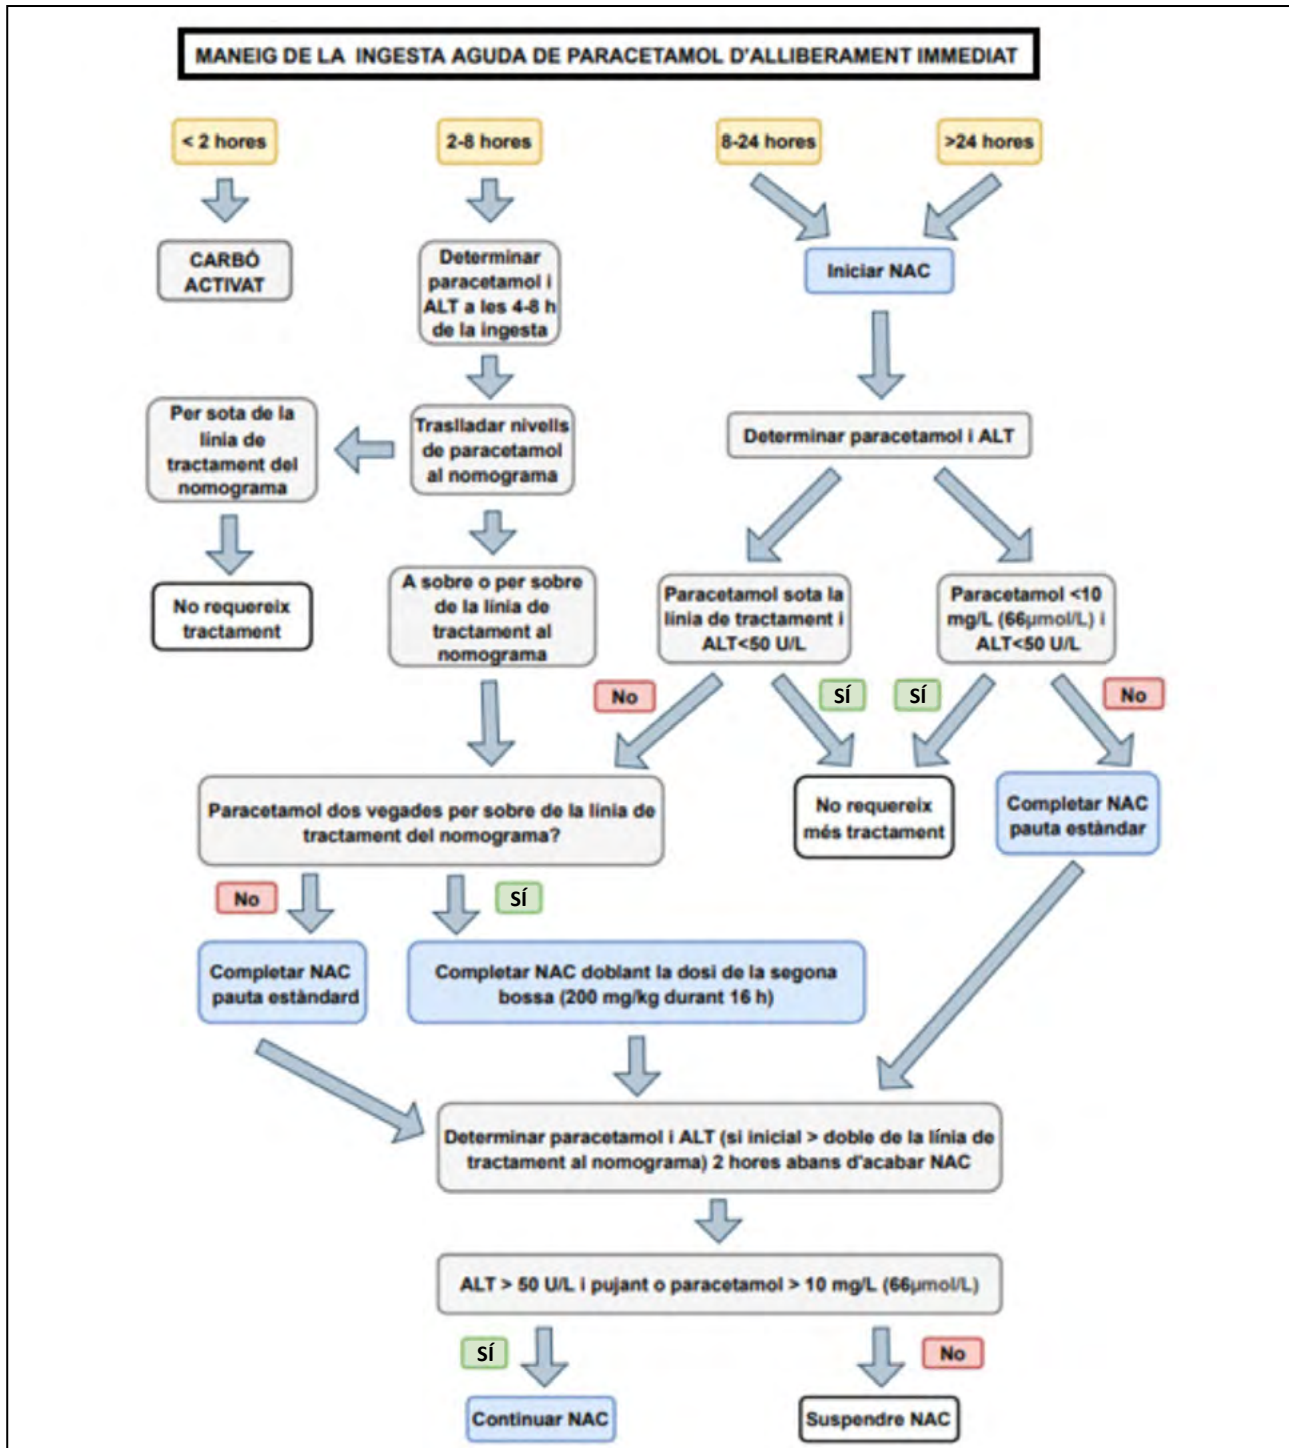 MANEIG DE LA INGESTA AGUDA DE PARACETAMOL D'ALLIBERAMENT IMMEDIAT
< 2 hores
2-8 hores
8-24 hores
>24 hores
CARBÓ
ACTIVAT
Determinar
paracetamol i
ALT a les 4-8 h
de la ingesta
Iniciar NAC
Per sota de la
línia de
tractament del
nomograma
Traslladar nivells
de paracetamol
al nomograma
Determinar paracetamol i ALT
No requereix
tractament
A sobre o per sobre
de la línia de
tractament al
nomograma
Paracetamol sota la
línia de tractament i
ALT<50 U/L
Paracetamol <10
mg/L (66µmol/L) i
ALT<50 U/L
No
SÍ
SÍ
No
Paracetamol dos vegades per sobre de la línia de
tractament del nomograma?
No requereix
més tractament
Completar NAC
pauta estàndar
No
SÍ
Completar NAC
pauta estàndard
Completar NAC doblant la dosi de la segona
bossa (200 mg/kg durant 16 h)
Determinar paracetamol i ALT (si inicial > doble de la línia de
tractament al nomograma) 2 hores abans d'acabar NAC
ALT > 50 U/L i pujant o paracetamol > 10 mg/L (66µmol/L)
SÍ
No
Continuar NAC
Suspendre NAC